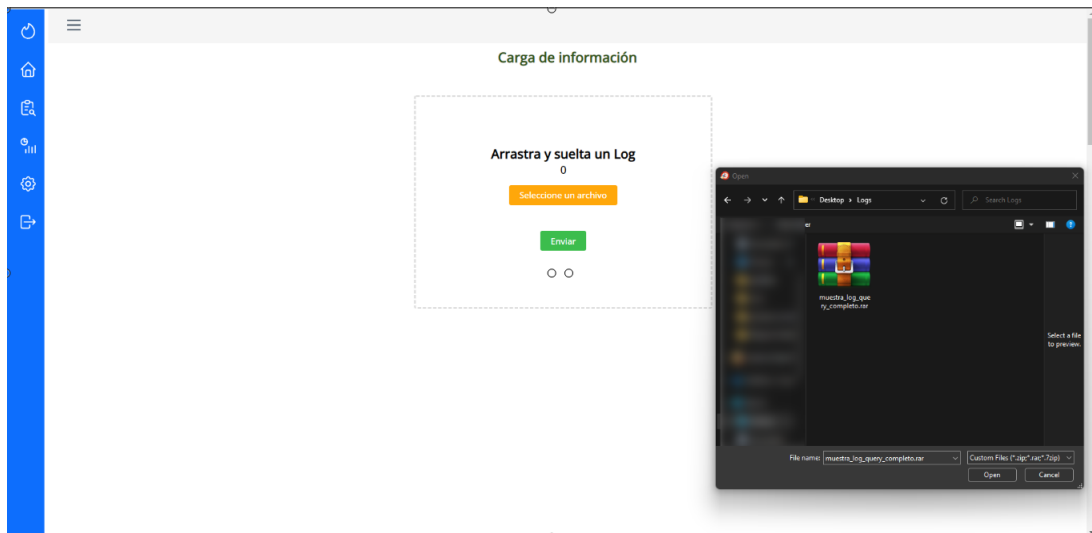 Carga de información
Arrastra y suelta un Log
0
Seleccione un archivo
Enviar
Open
Desktop › Logs
Search Logs
er
muestra_log_que
ry_completo.rar
Select a file
to preview.
File name: muestra_log_query_completo.rar
Custom Files (*.zip;*.rar;*.7zip)
Open
Cancel